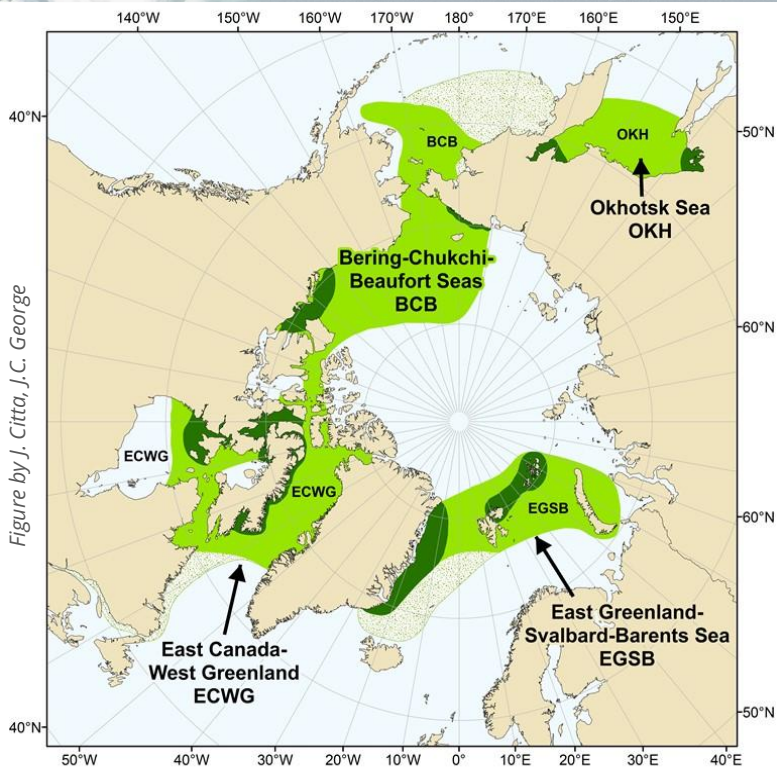 140°W
150°W
160°W
170°W
180°
170°E
160°E
150°E
40°N
50°N
BCB
OKH
Okhotsk Sea
OKH
Bering-Chukchi-
Beaufort Seas
BCB
Figure by J. Citta, J.C. George
60°N
ECWG
ECWG
EGSB
60°N
East Greenland-
Svalbard-Barents Sea
EGSB
East Canada-
West Greenland
ECWG
40°N
50°N
50°W
40°W
30°W
20°W
10°W
0°
10°E
20°E
30°E
40°E